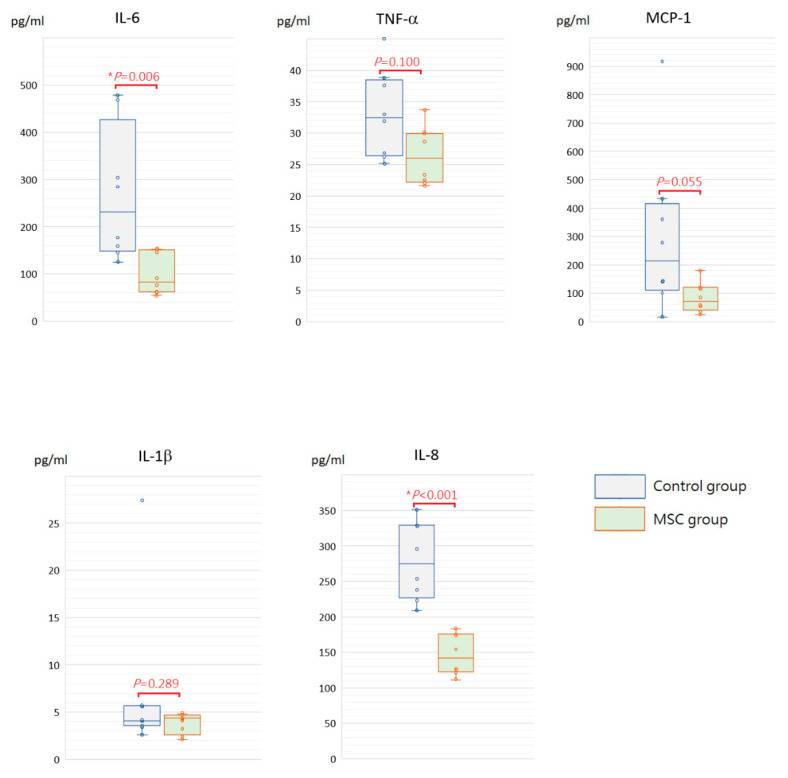 IL-6
pg/ml
500
400
300
200
100
0
*P=0.006
TNF-α
pg/ml
40
35
30
25
20
15
10
5
0
P=0.100
MCP-1
pg/ml
900
800
700
600
500
400
300
200
100
0
P=0.055
IL-1β
pg/ml
25
20
15
10
5
0
P=0.289
IL-8
pg/ml
350
300
250
200
150
100
50
0
*P<0.001
Control group
MSC group